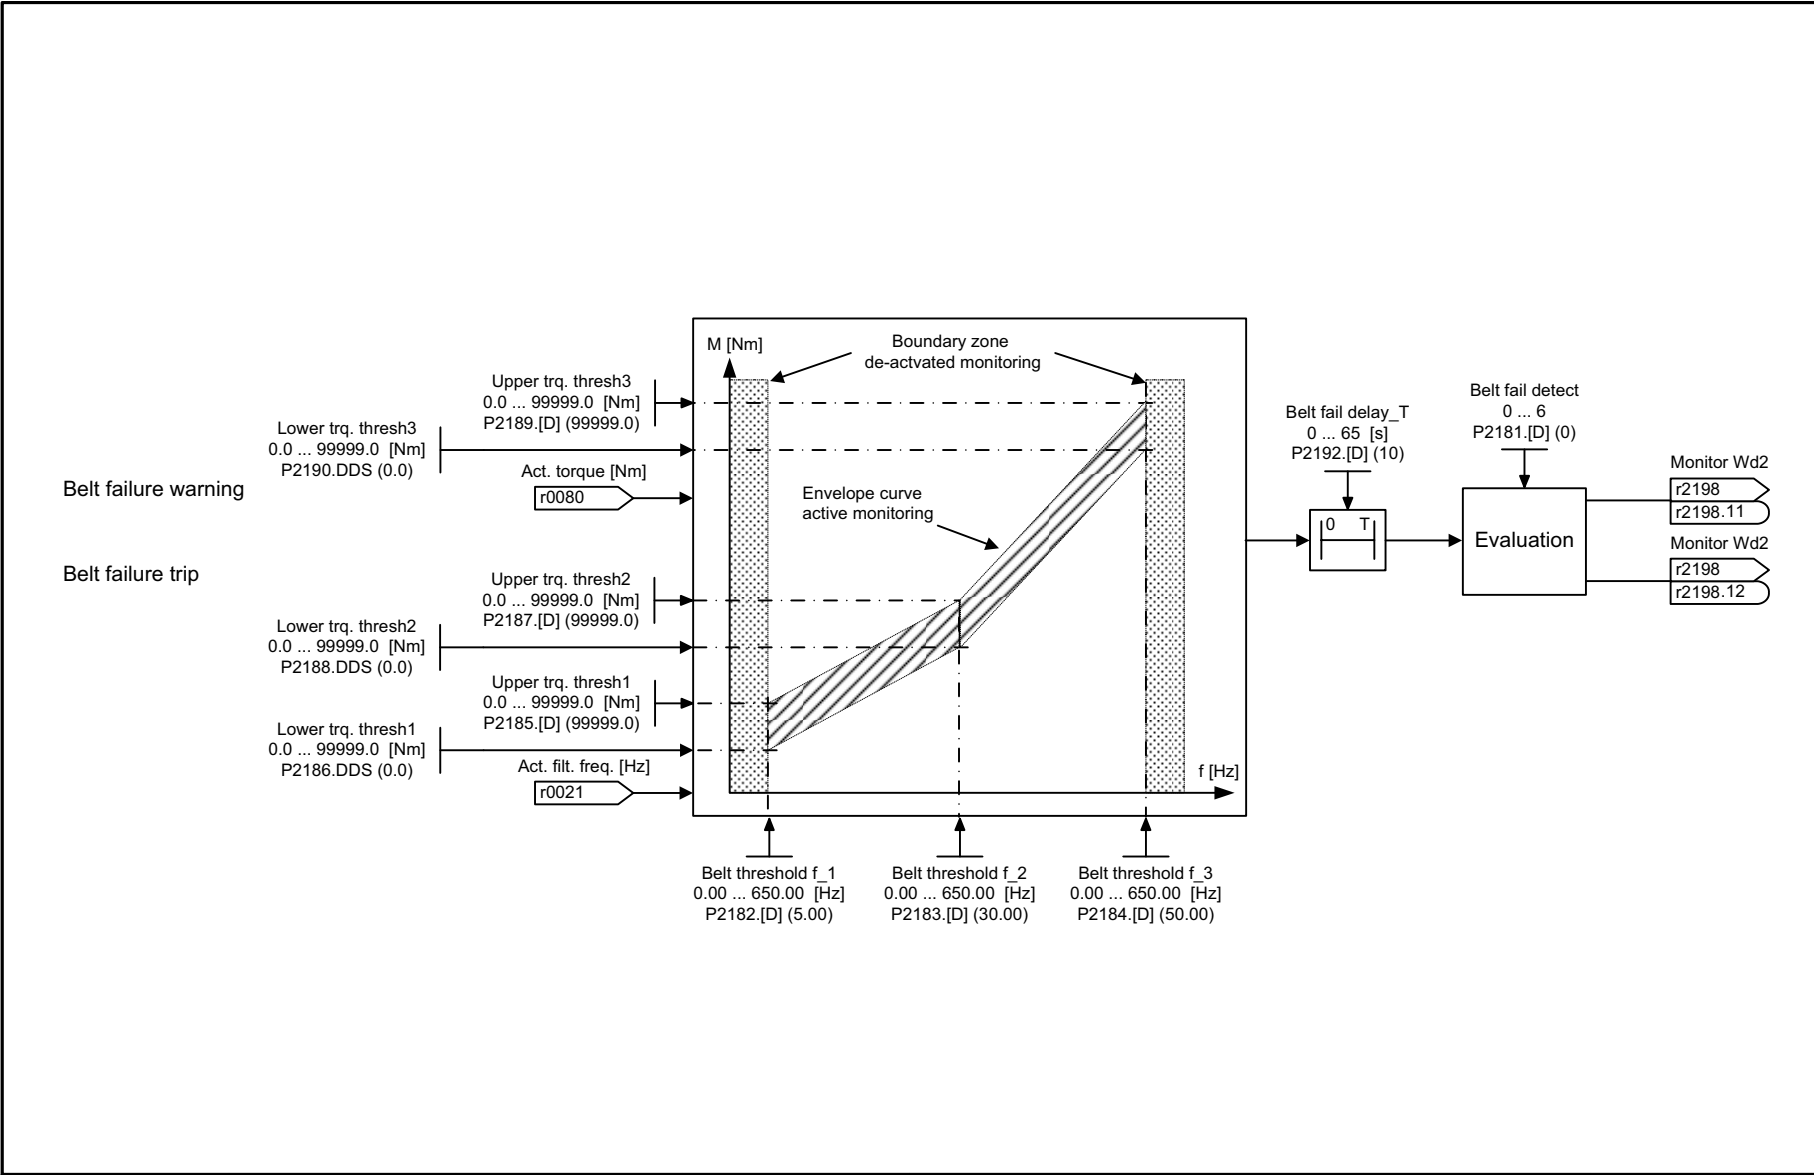 Belt failure warning
Belt failure trip
Upper trq. thresh3
0.0 ... 99999.0 [Nm]
P2189.[D] (99999.0)
Lower trq. thresh3
0.0 ... 99999.0 [Nm]
P2190.DDS (0.0)
Act. torque [Nm]
r0080
Upper trq. thresh2
0.0 ... 99999.0 [Nm]
P2187.[D] (99999.0)
Lower trq. thresh2
0.0 ... 99999.0 [Nm]
P2188.DDS (0.0)
Upper trq. thresh1
0.0 ... 99999.0 [Nm]
P2185.[D] (99999.0)
Lower trq. thresh1
0.0 ... 99999.0 [Nm]
P2186.DDS (0.0)
Act. filt. freq. [Hz]
r0021
M [Nm]
Boundary zone
de-actvated monitoring
Envelope curve
active monitoring
f [Hz]
Belt threshold f_1
0.00 ... 650.00 [Hz]
P2182.[D] (5.00)
Belt threshold f_2
0.00 ... 650.00 [Hz]
P2183.[D] (30.00)
Belt threshold f_3
0.00 ... 650.00 [Hz]
P2184.[D] (50.00)
Belt fail delay_T
0 ... 65 [s]
P2192.[D] (10)
0 T
Belt fail detect
0 ... 6
P2181.[D] (0)
Evaluation
Monitor Wd2
r2198
r2198.11
Monitor Wd2
r2198
r2198.12